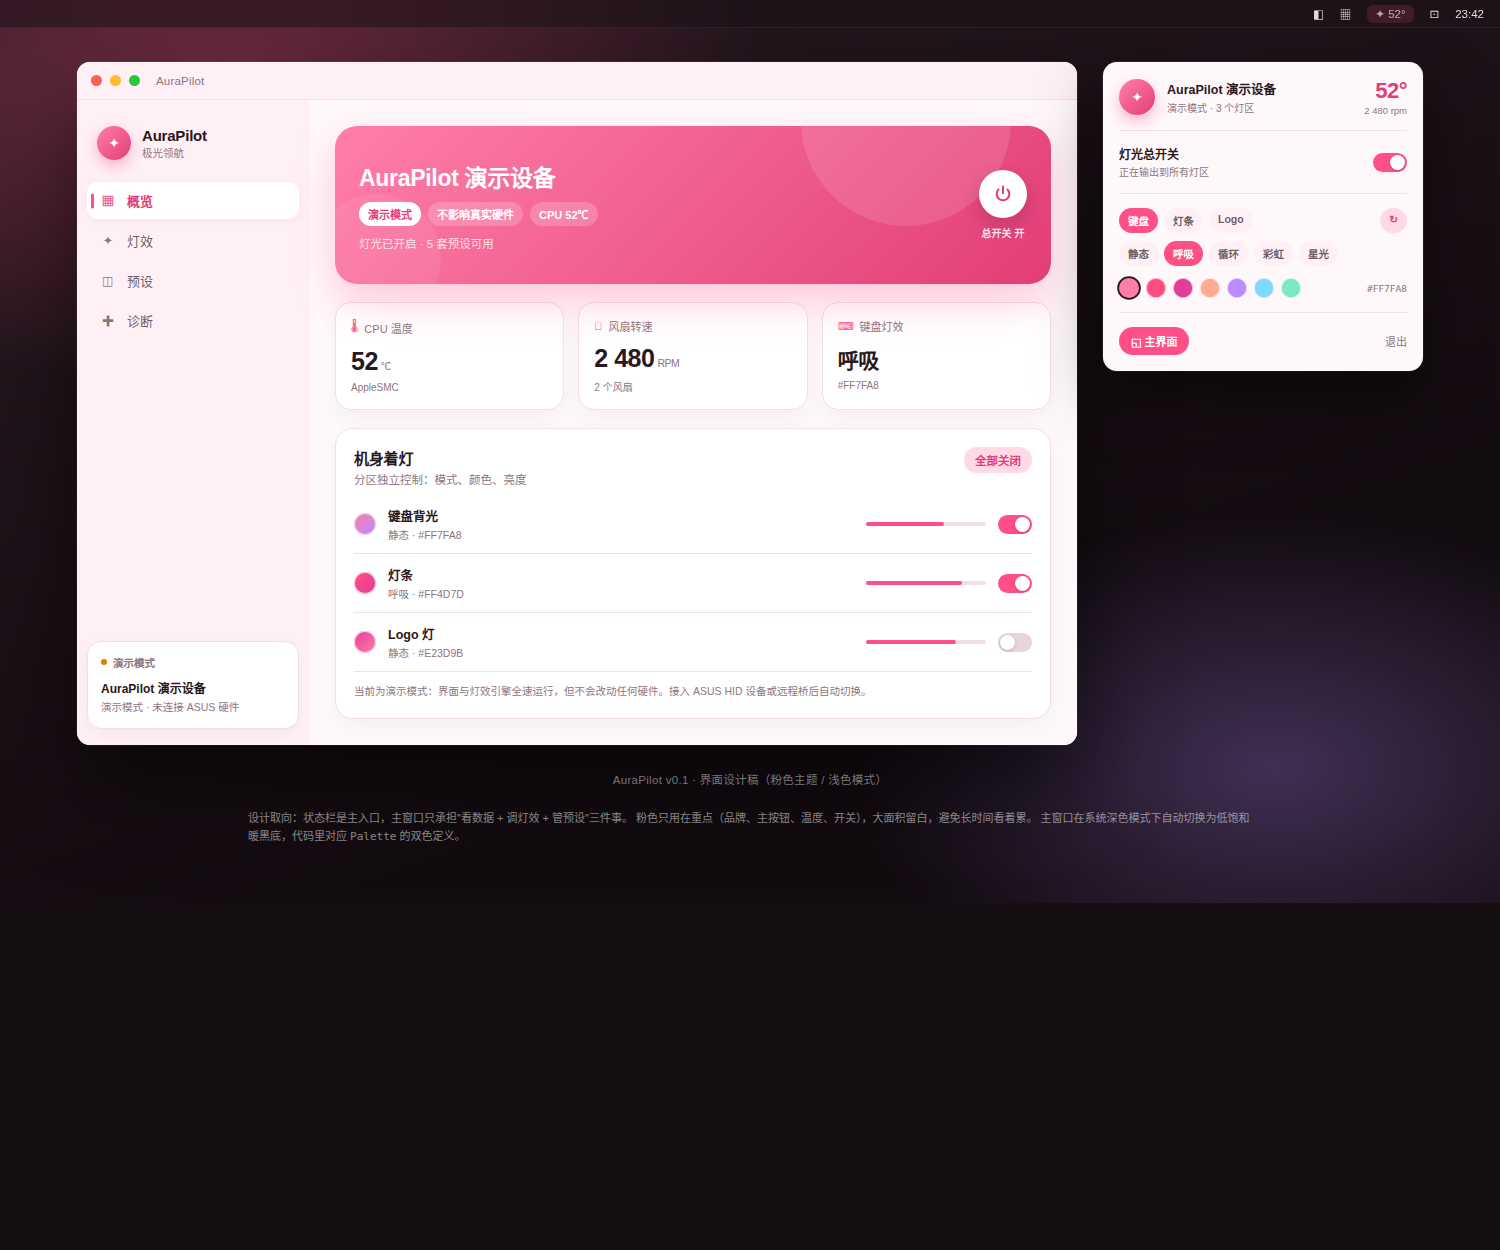 52°
23:42
AuraPilot
AuraPilot
极光领航
概览
灯效
预设
诊断
演示模式
AuraPilot 演示设备
演示模式 · 未连接 ASUS 硬件
AuraPilot 演示设备
演示模式 不影响真实硬件 CPU 52℃
灯光已开启 · 5 套预设可用
总开关 开
CPU 温度
52 ℃
AppleSMC
风扇转速
2 480 RPM
2 个风扇
键盘灯效
呼吸
#FF7FA8
机身着灯
分区独立控制：模式、颜色、亮度
全部关闭
键盘背光
静态 · #FF7FA8
灯条
呼吸 · #FF4D7D
Logo 灯
静态 · #E23D9B
当前为演示模式：界面与灯效引擎全速运行，但不会改动任何硬件。接入 ASUS HID 设备或远程桥后自动切换。
AuraPilot 演示设备
演示模式 · 3 个灯区
52°
2 480 rpm
灯光总开关
正在输出到所有灯区
键盘 灯条 Logo
静态 呼吸 循环 彩虹 星光
#FF7FA8
主界面
退出
AuraPilot v0.1 · 界面设计稿（粉色主题 / 浅色模式）
设计取向：状态栏是主入口，主窗口只承担"看数据 + 调灯效 + 管预设"三件事。 粉色只用在重点（品牌、主按钮、温度、开关），大面积留白，避免长时间看着累。 主窗口在系统深色模式下自动切换为低饱和
暖黑底，代码里对应 Palette 的双色定义。